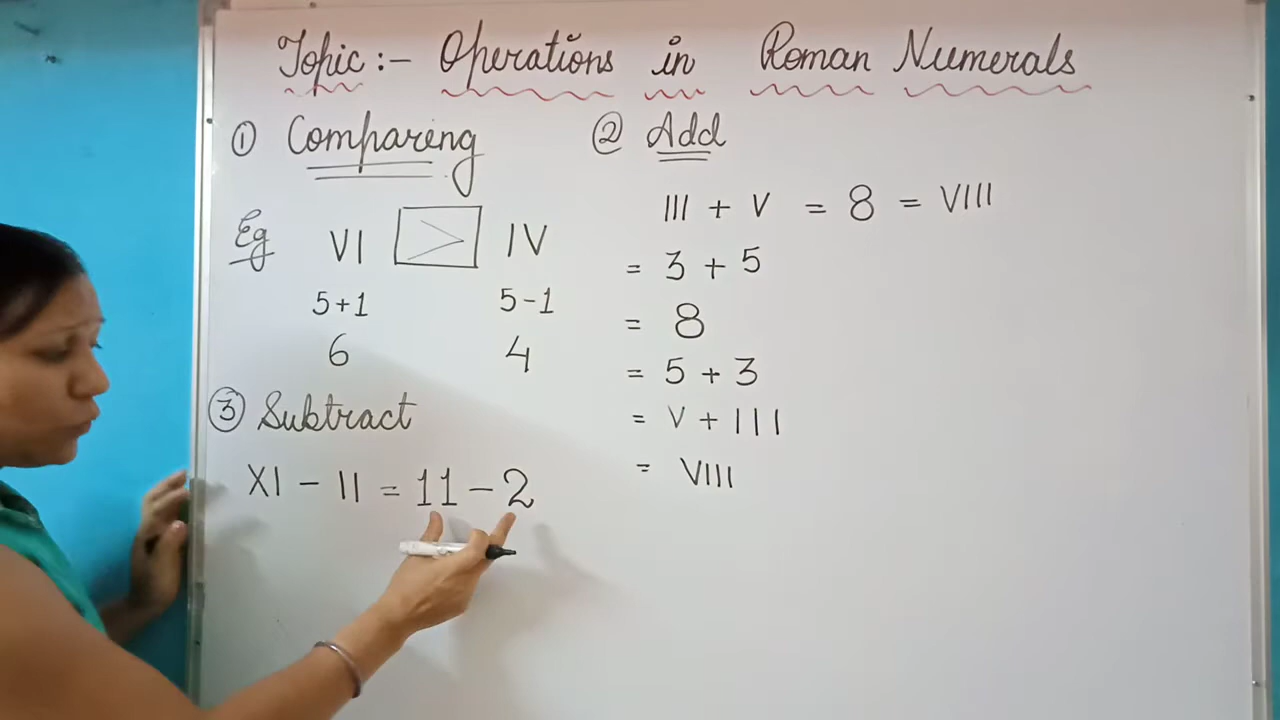 Topic :- Operations in Roman Numerals
① Comparing
Eg VI > IV
5+1 5-1
6 4
② Add
III + V = 8 = VIII
= 3 + 5
= 8
= 5 + 3
= V + III
= VIII
③ Subtract
XI - II = 11 - 2